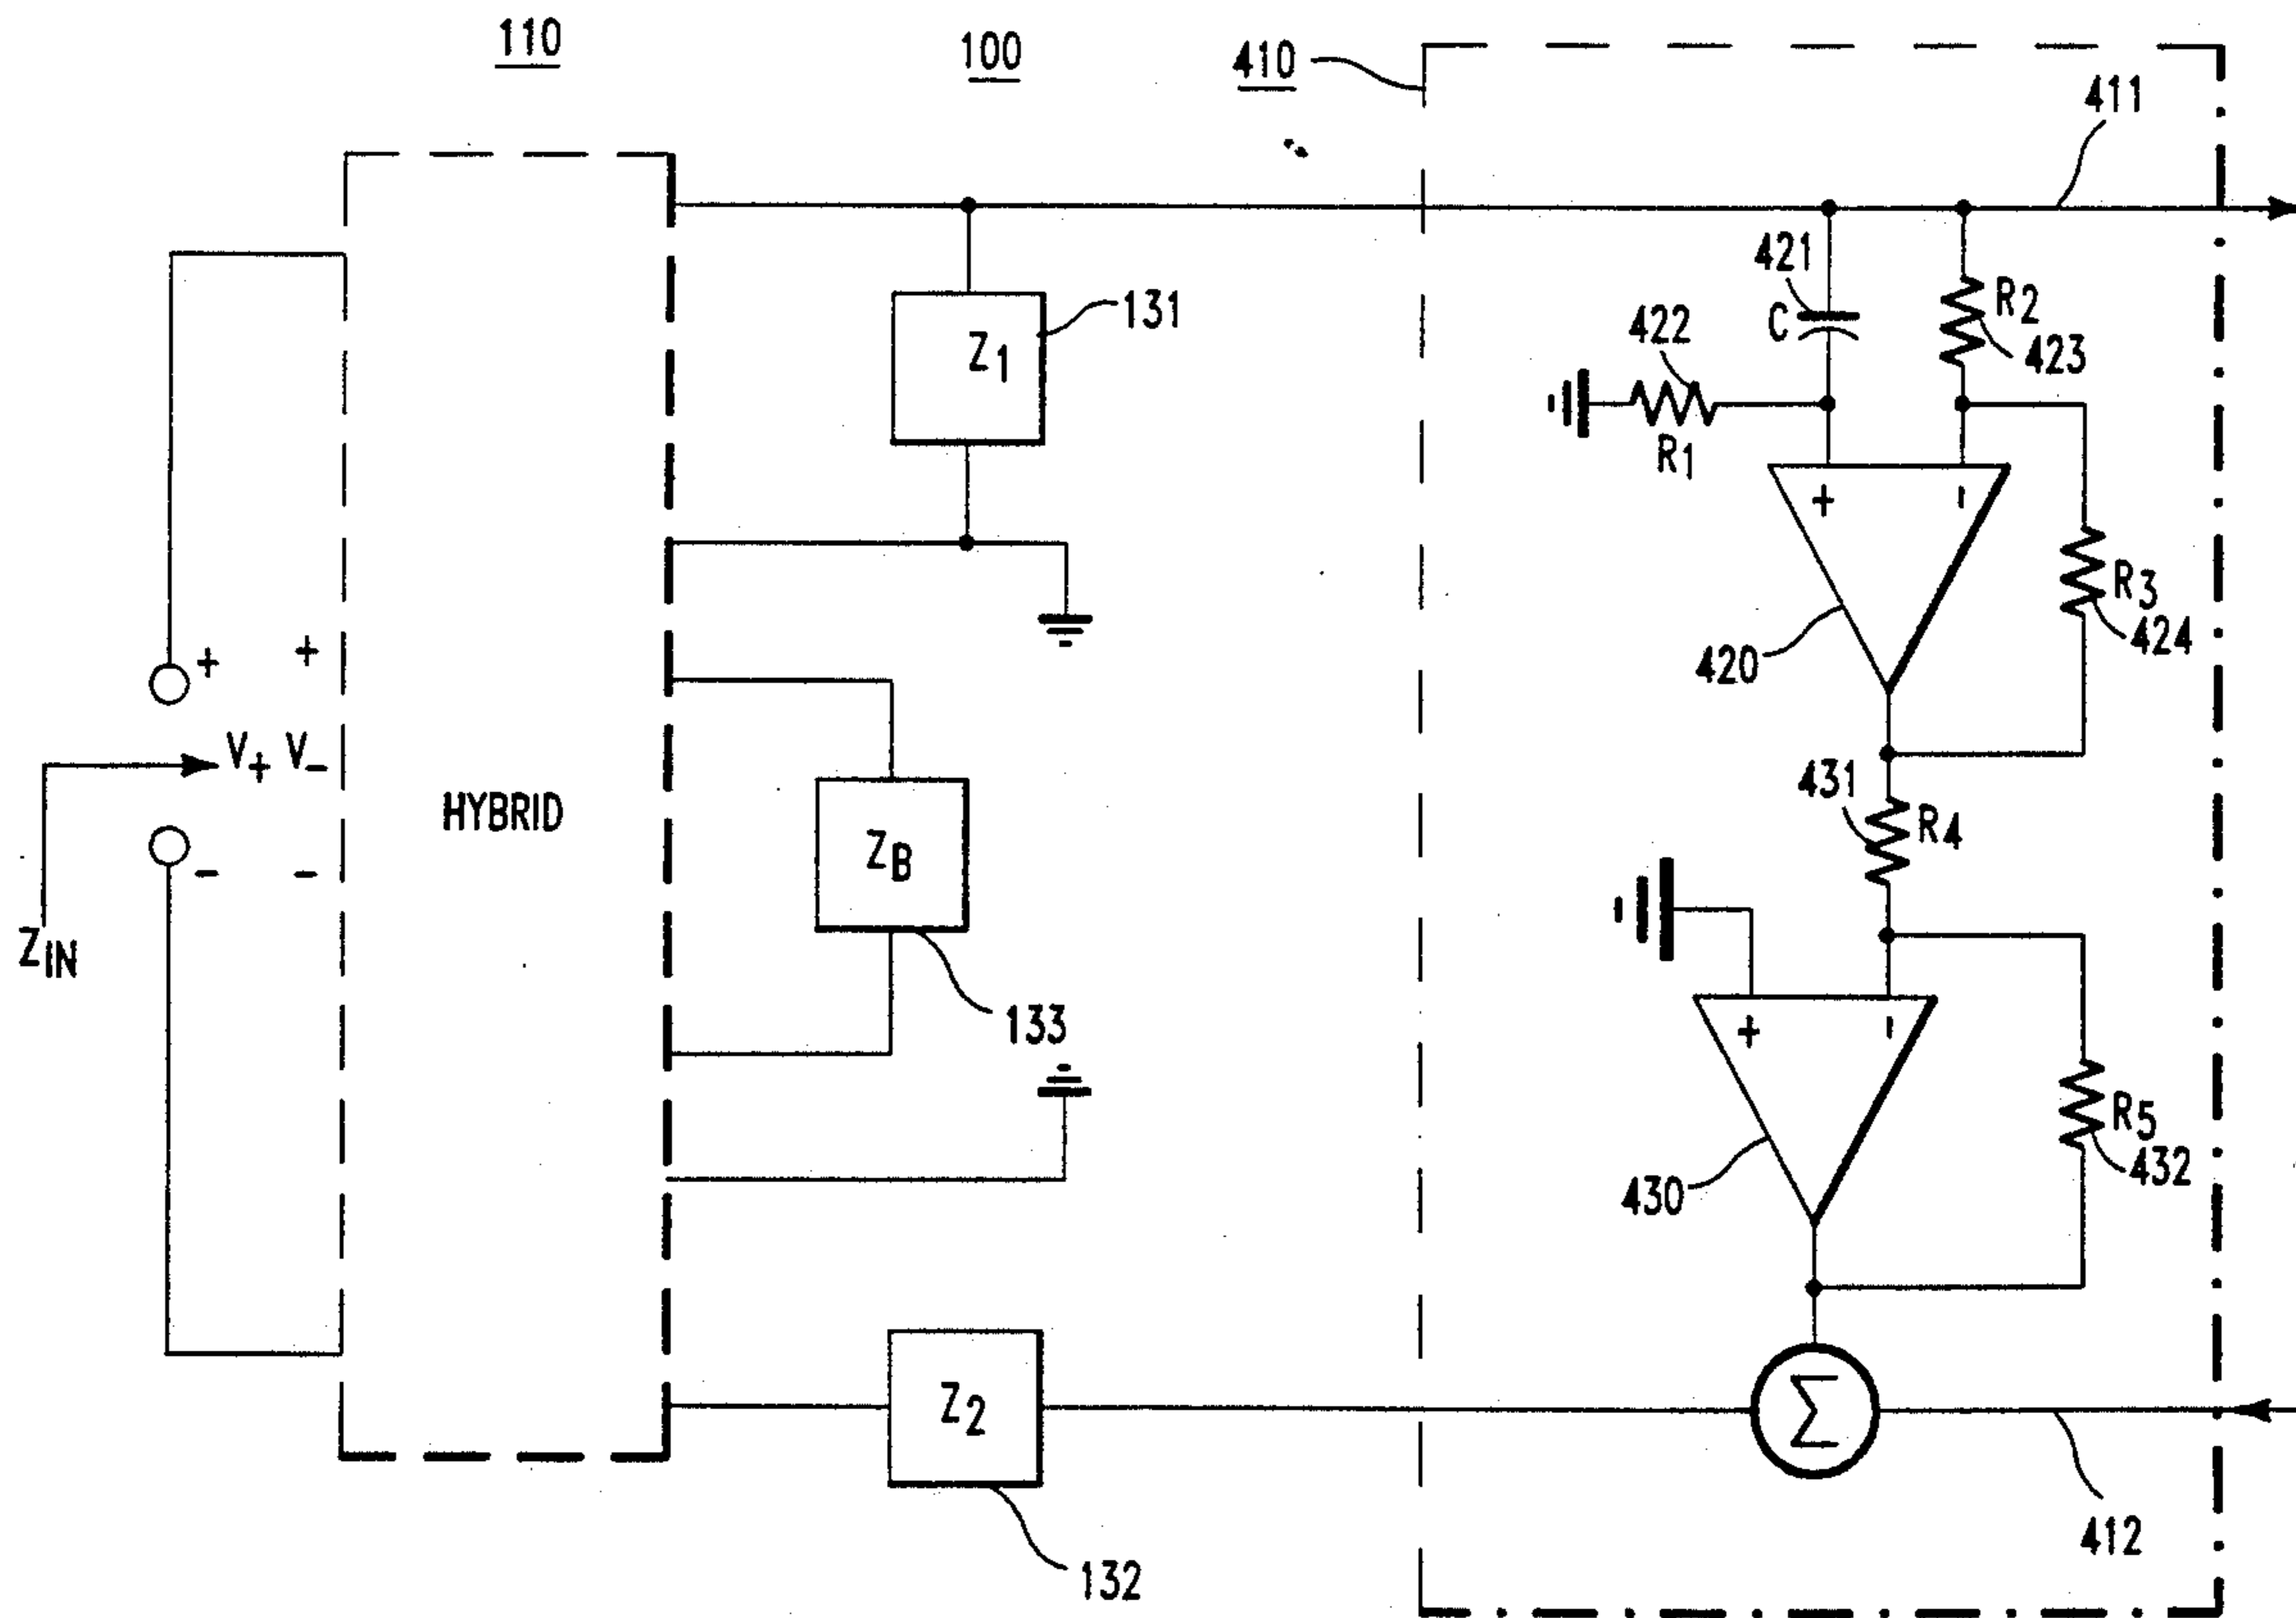 110
100
410
411
131
Z1
421
C
R2
423
422
R1
+ -
R3
424
420
+ +
V+ V-
- -
ZIN
HYBRID
ZB
133
431
R4
+ -
R5
432
430
Z2
132
Σ
412